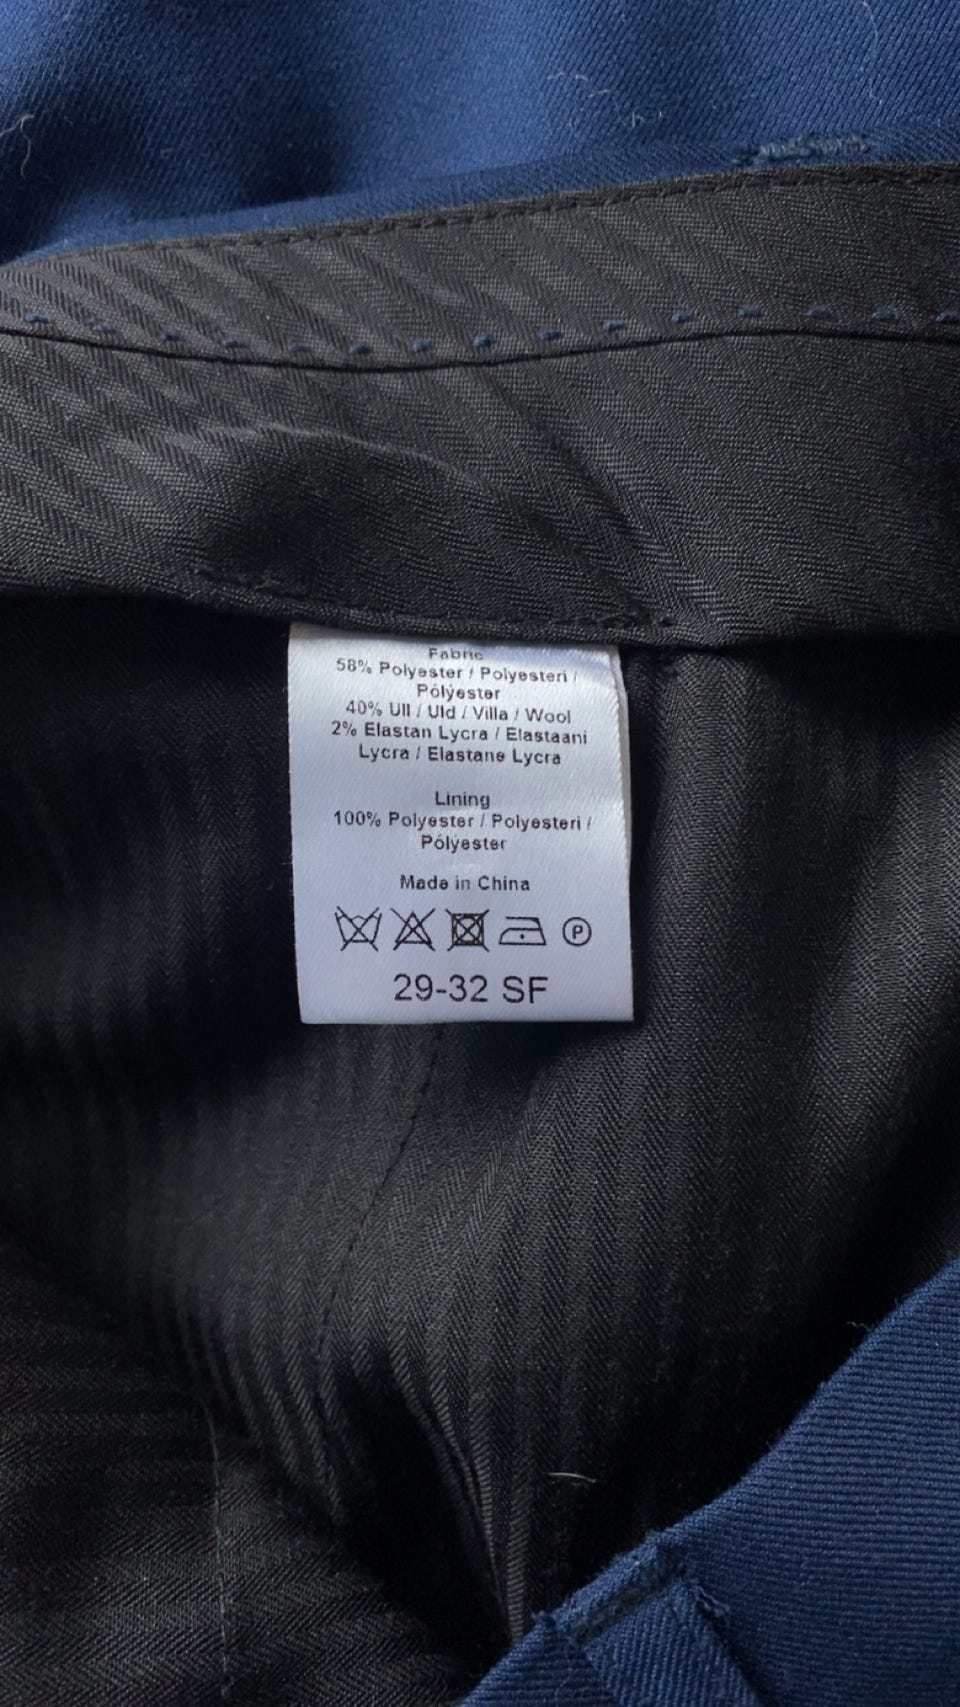 Fabric
58% Polyester / Polyesteri /
Pólýester
40% Ull / Uld / Villa / Wool
2% Elastan Lycra / Elastaani
Lycra / Elastane Lycra
Lining
100% Polyester / Polyesteri /
Pólýester
Made in China
P
29-32 SF